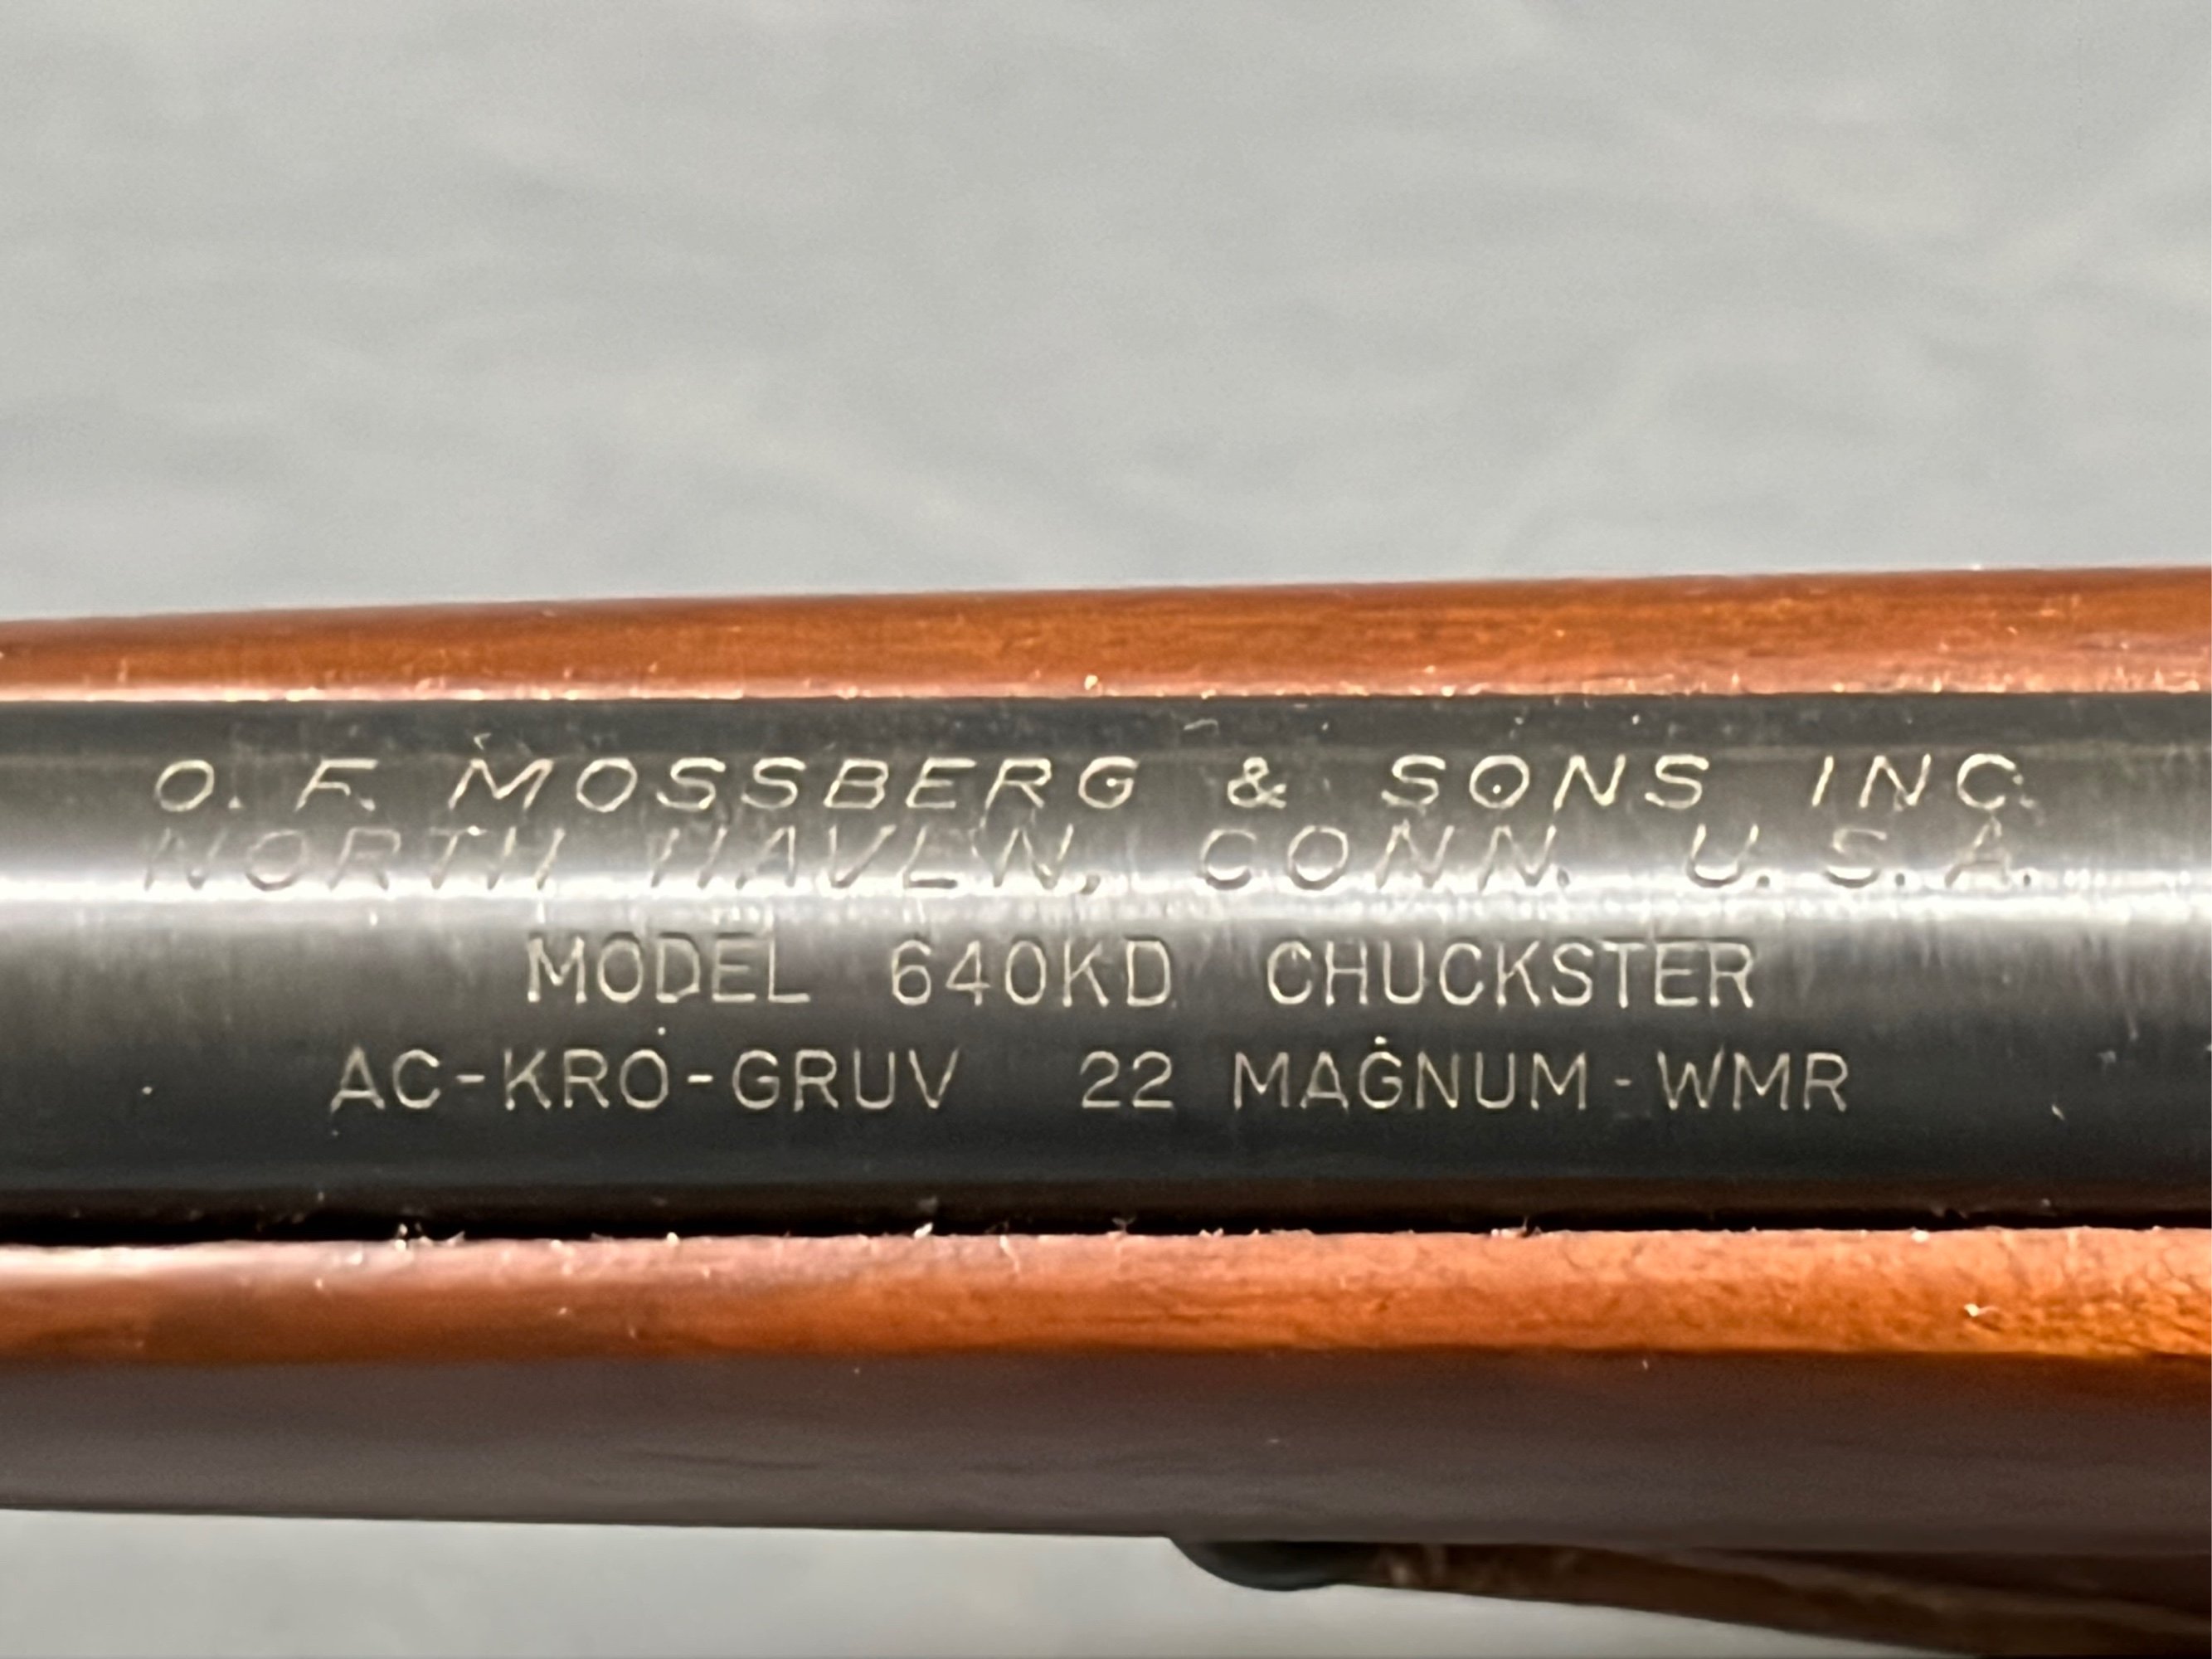 O. F. MOSSBERG & SONS INC.
NORTH HAVEN, CONN. U.S.A.
MODEL 640KD CHUCKSTER
AC-KRO-GRUV 22 MAGNUM-WMR